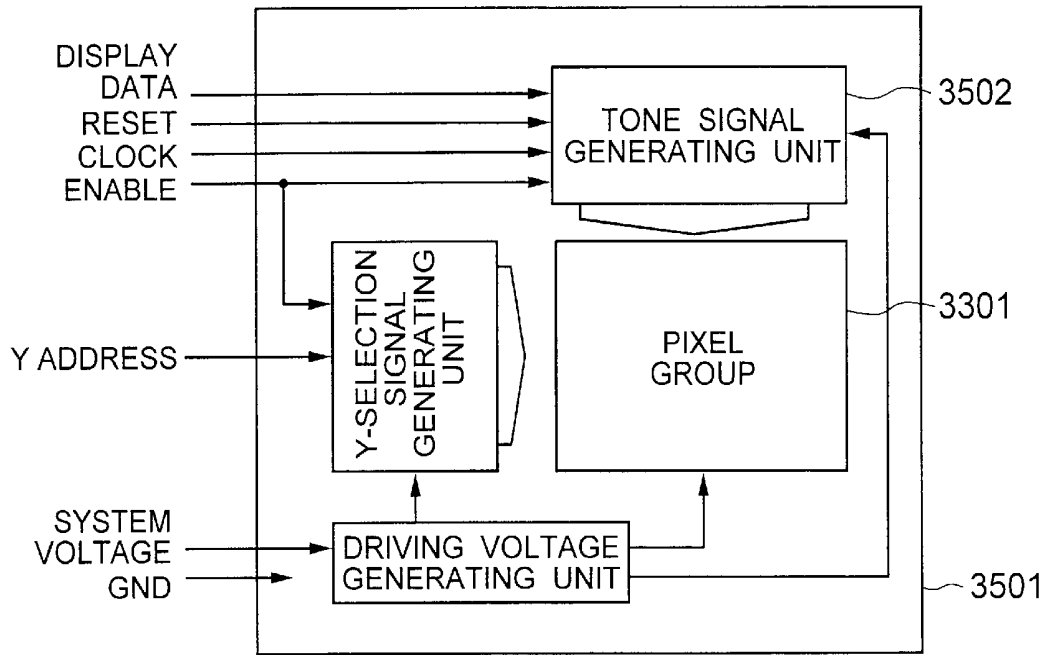 DISPLAY
DATA
RESET
CLOCK
ENABLE
TONE SIGNAL
GENERATING UNIT
3502
Y-SELECTION
SIGNAL
GENERATING
UNIT
Y ADDRESS
PIXEL
GROUP
3301
SYSTEM
VOLTAGE
GND
DRIVING VOLTAGE
GENERATING UNIT
3501